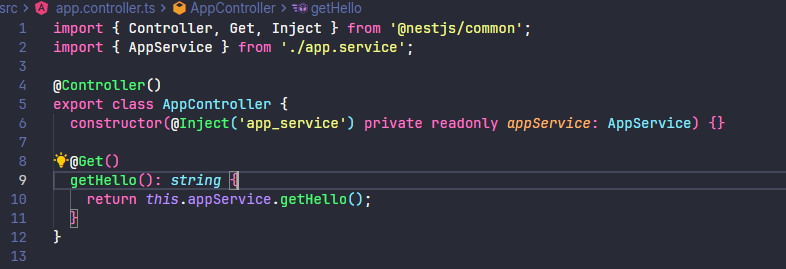 src > app.controller.ts > AppController > getHello
1 import { Controller, Get, Inject } from '@nestjs/common';
2 import { AppService } from './app.service';
3
4 @Controller()
5 export class AppController {
6 constructor(@Inject('app_service') private readonly appService: AppService) {}
7
8 @Get()
9 getHello(): string {
10 return this.appService.getHello();
11 }
12 }
13